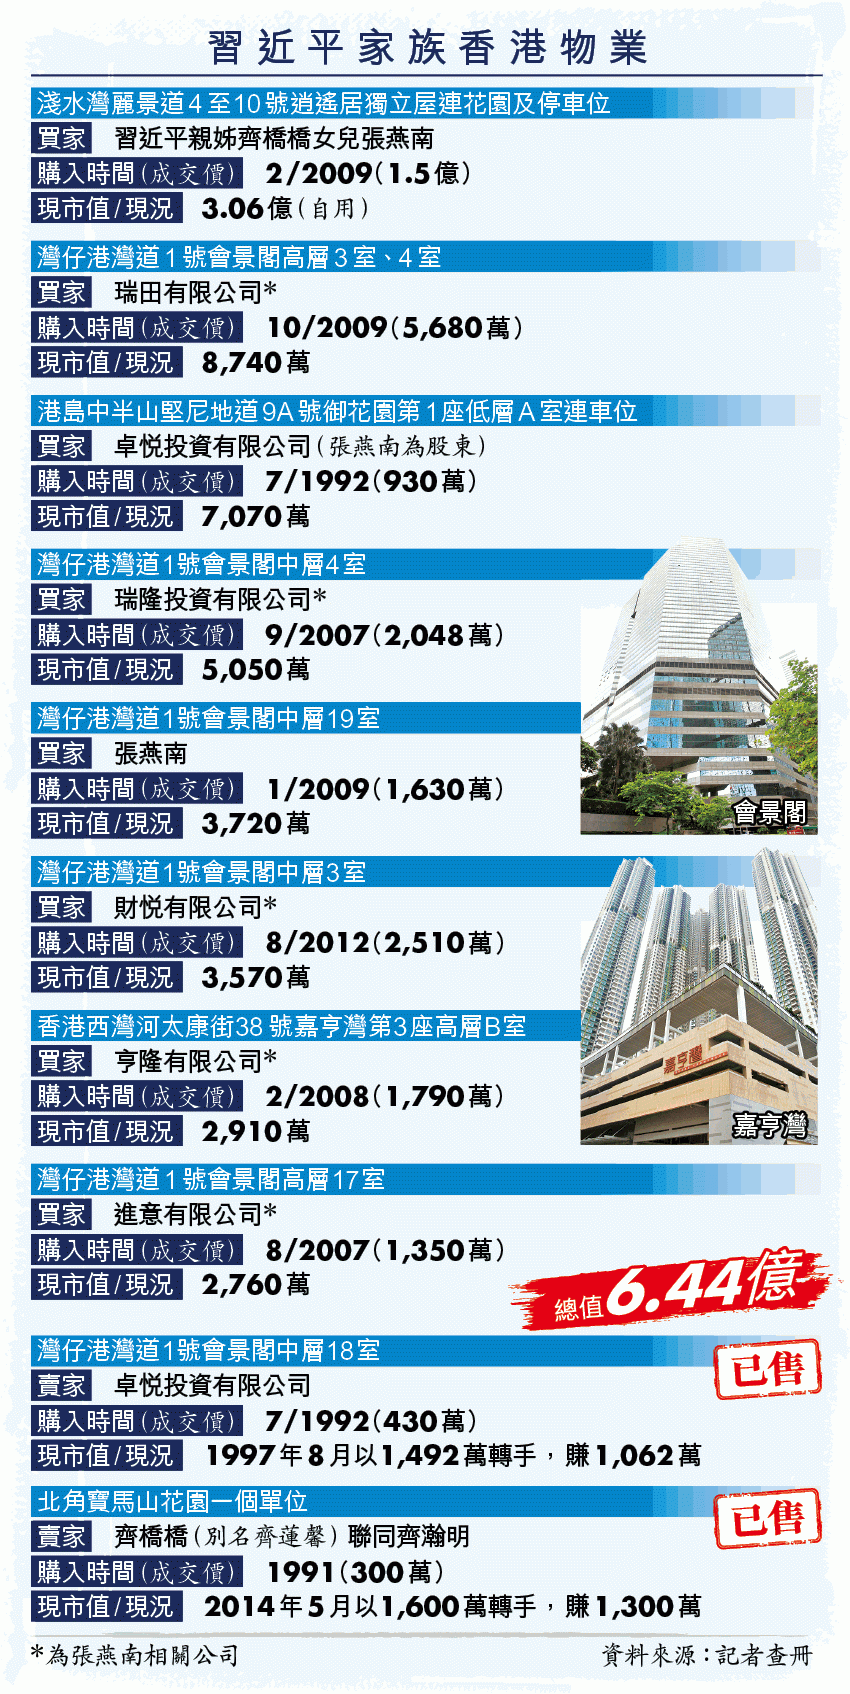 習近平家族香港物業
淺水灣麗景道4至10號逍遙居獨立屋連花園及停車位
買家 習近平親姊齊橋橋女兒張燕南
購入時間(成交價) 2/2009(1.5億)
現市值/現況 3.06億(自用)
灣仔港灣道1號會景閣高層3室、4室
買家 瑞田有限公司*
購入時間(成交價) 10/2009(5,680萬)
現市值/現況 8,740萬
港島中半山堅尼地道9A號御花園第1座低層A室連車位
買家 卓悅投資有限公司(張燕南為股東)
購入時間(成交價) 7/1992(930萬)
現市值/現況 7,070萬
灣仔港灣道1號會景閣中層4室
買家 瑞隆投資有限公司*
購入時間(成交價) 9/2007(2,048萬)
現市值/現況 5,050萬
灣仔港灣道1號會景閣中層19室
買家 張燕南
購入時間(成交價) 1/2009(1,630萬)
現市值/現況 3,720萬
會景閣
灣仔港灣道1號會景閣中層3室
買家 財悅有限公司*
購入時間(成交價) 8/2012(2,510萬)
現市值/現況 3,570萬
香港西灣河太康街38號嘉亨灣第3座高層B室
買家 亨隆有限公司*
購入時間(成交價) 2/2008(1,790萬)
現市值/現況 2,910萬
嘉亨灣
嘉亨灣
灣仔港灣道1號會景閣高層17室
買家 進意有限公司*
購入時間(成交價) 8/2007(1,350萬)
現市值/現況 2,760萬
總值6.44億
灣仔港灣道1號會景閣中層18室
已售
賣家 卓悅投資有限公司
購入時間(成交價) 7/1992(430萬)
現市值/現況 1997年8月以1,492萬轉手，賺1,062萬
北角寶馬山花園一個單位
已售
賣家 齊橋橋(別名齊蓮馨)聯同齊瀚明
購入時間(成交價) 1991(300萬)
現市值/現況 2014年5月以1,600萬轉手，賺1,300萬
*為張燕南相關公司
資料來源：記者查冊